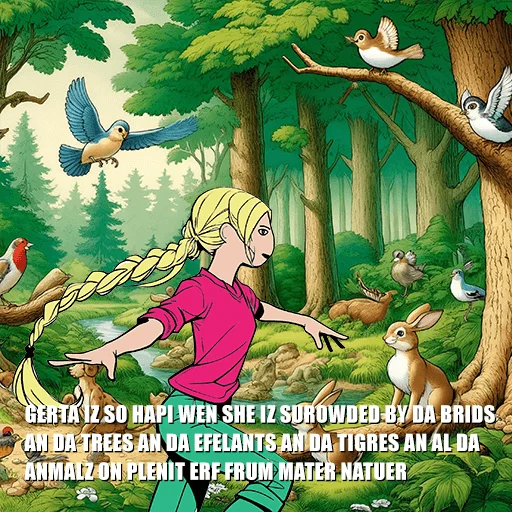 GERTA IZ SO HAPI WEN SHE IZ SUROWDED BY DA BRIDS
AN DA TREES AN DA EFELANTS AN DA TIGRES AN AL DA
ANMALZ ON PLENIT ERF FRUM MATER NATUER